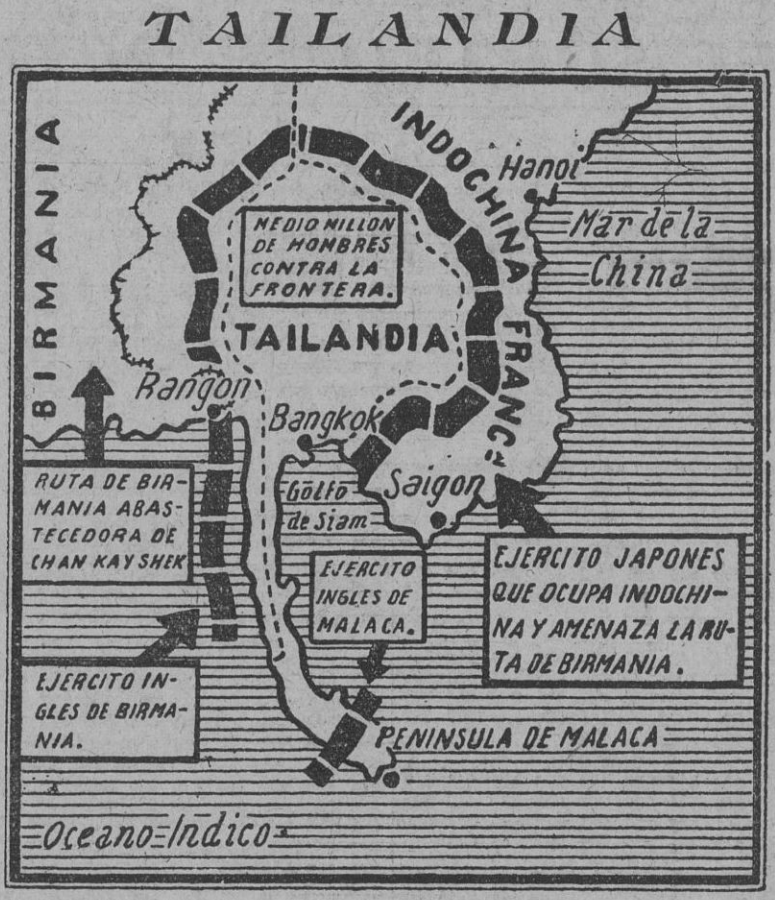 TAILANDIA
BIRMANIA
INDOCHINA FRANC.ª
Hanoi
Mar de la
China
MEDIO MILLON
DE HOMBRES
CONTRA LA
FRONTERA.
TAILANDIA
Rangon
Bangkok
Golfo
de Siam
Saigon
RUTA DE BIR-
MANIA ABAS-
TECEDORA DE
CHAN KAY SHEK
EJERCITO
INGLES DE
MALACA.
EJERCITO JAPONES
QUE OCUPA INDOCHI-
NA Y AMENAZA LA RU-
TA DE BIRMANIA.
EJERCITO IN-
GLES DE BIRMA-
NIA.
PENINSULA DE MALACA
Oceano Indico